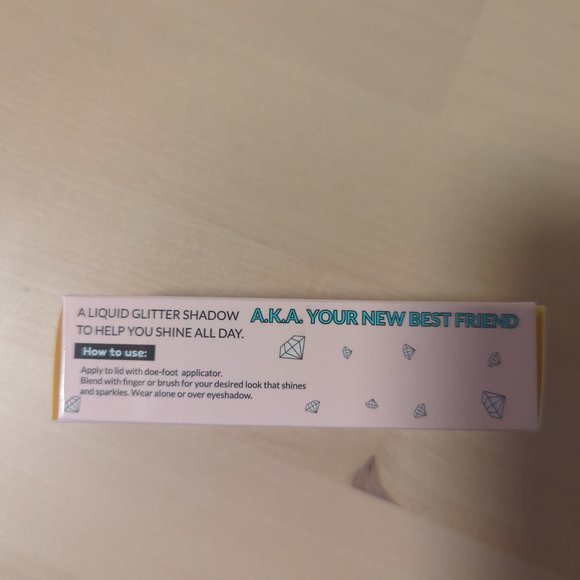 A LIQUID GLITTER SHADOW A.K.A. YOUR NEW BEST FRIEND
TO HELP YOU SHINE ALL DAY.
How to use:
Apply to lid with doe-foot applicator.
Blend with finger or brush for your desired look that shines
and sparkles. Wear alone or over eyeshadow.